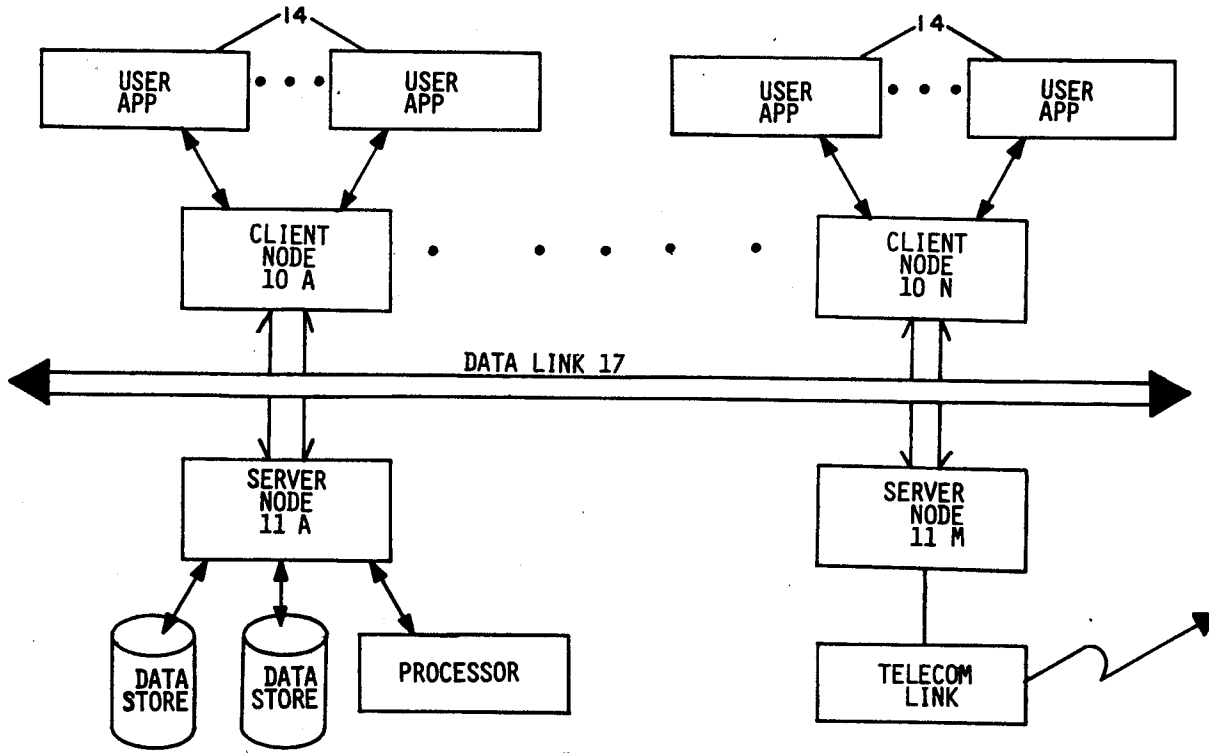 14
14
USER
APP
USER
APP
USER
APP
USER
APP
CLIENT
NODE
10 A
CLIENT
NODE
10 N
DATA LINK 17
SERVER
NODE
11 A
SERVER
NODE
11 M
DATA
STORE
DATA
STORE
PROCESSOR
TELECOM
LINK